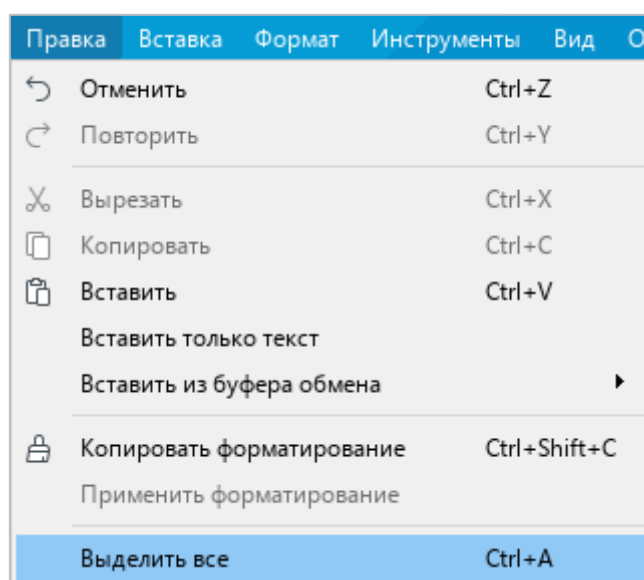 Правка Вставка Формат Инструменты Вид
Отменить Ctrl+Z
Повторить Ctrl+Y
Вырезать Ctrl+X
Копировать Ctrl+C
Вставить Ctrl+V
Вставить только текст
Вставить из буфера обмена
Копировать форматирование Ctrl+Shift+C
Применить форматирование
Выделить все Ctrl+A